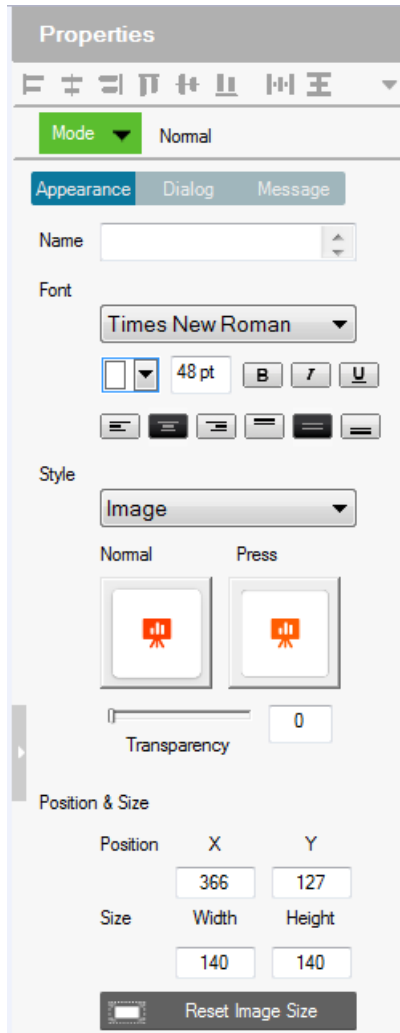 Properties
Mode Normal
Appearance Dialog Message
Name
Font
Times New Roman
48 pt B I U
Style
Image
Normal Press
0
Transparency
Position & Size
Position X Y
366 127
Size Width Height
140 140
Reset Image Size